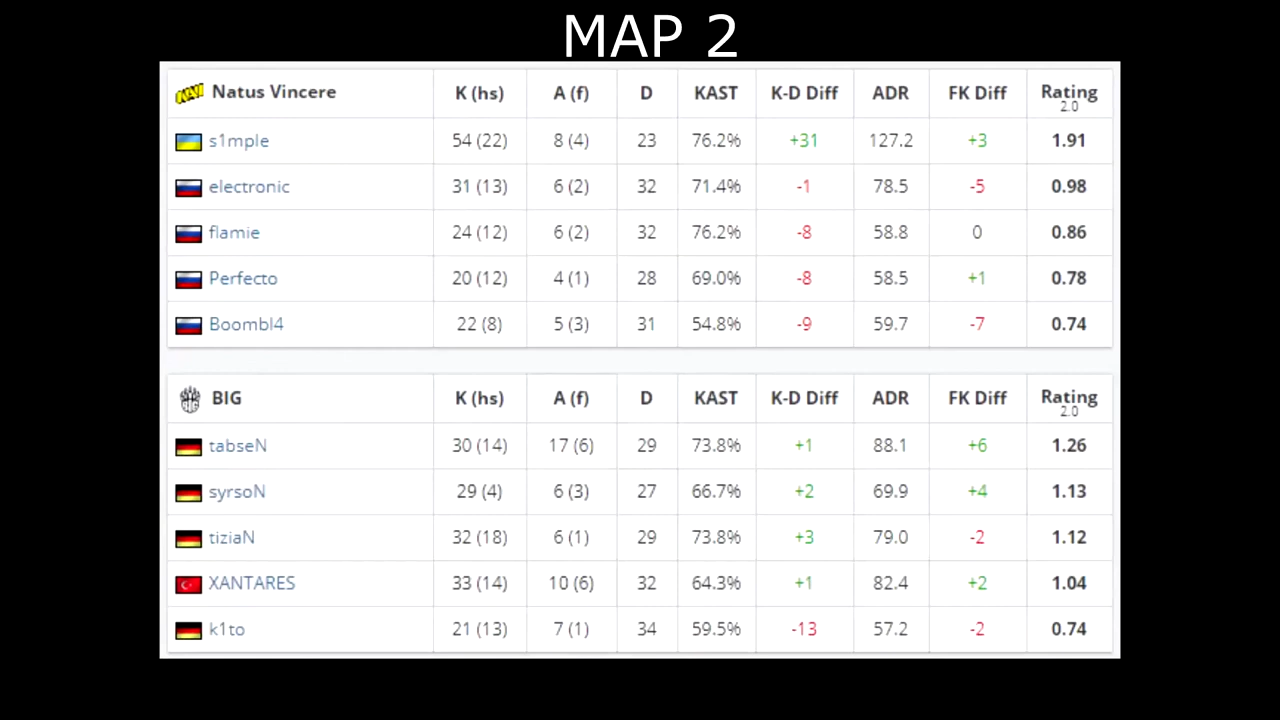 MAP 2
Natus Vincere K (hs) A (f) D KAST K-D Diff ADR FK Diff Rating 2.0
s1mple 54 (22) 8 (4) 23 76.2% +31 127.2 +3 1.91
electronic 31 (13) 6 (2) 32 71.4% -1 78.5 -5 0.98
flamie 24 (12) 6 (2) 32 76.2% -8 58.8 0 0.86
Perfecto 20 (12) 4 (1) 28 69.0% -8 58.5 +1 0.78
Boombl4 22 (8) 5 (3) 31 54.8% -9 59.7 -7 0.74
BIG K (hs) A (f) D KAST K-D Diff ADR FK Diff Rating 2.0
tabseN 30 (14) 17 (6) 29 73.8% +1 88.1 +6 1.26
syrsoN 29 (4) 6 (3) 27 66.7% +2 69.9 +4 1.13
tiziaN 32 (18) 6 (1) 29 73.8% +3 79.0 -2 1.12
XANTARES 33 (14) 10 (6) 32 64.3% +1 82.4 +2 1.04
k1to 21 (13) 7 (1) 34 59.5% -13 57.2 -2 0.74